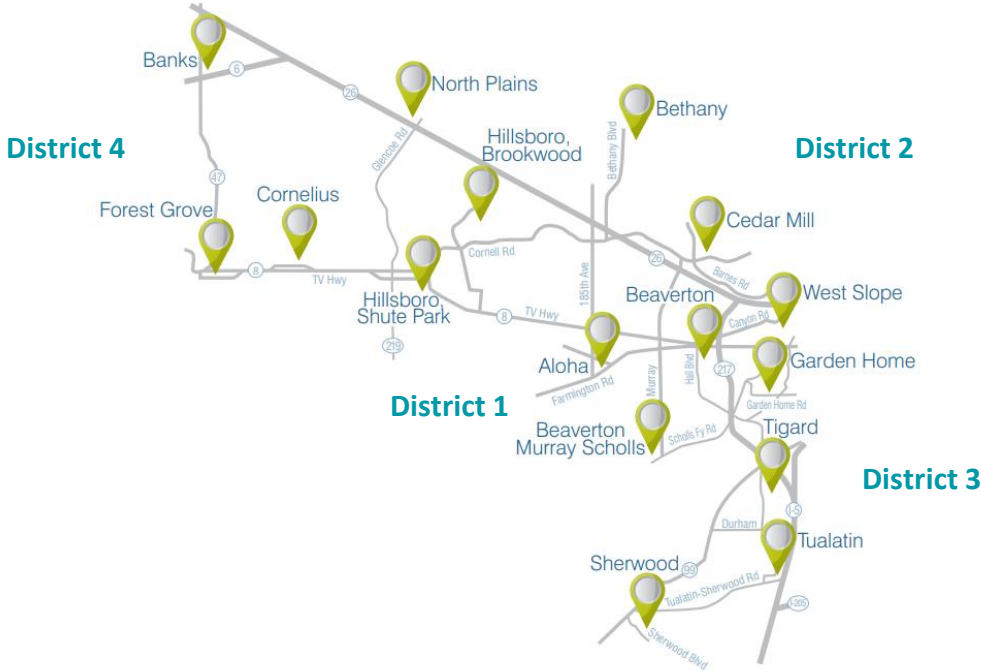 Banks
6
26
North Plains
Bethany
District 4
Glencoe Rd
Hillsboro,
Brookwood
Bethany Blvd
District 2
47
Forest Grove
Cornelius
Cedar Mill
Cornell Rd
26
Barnes Rd
8
TV Hwy
185th Ave
Beaverton
West Slope
Hillsboro,
Shute Park
8
TV Hwy
Canyon Rd
219
Aloha
Hall Blvd
217
Garden Home
Farmington Rd
Murray
District 1
Garden Home Rd
Beaverton
Murray Scholls
Scholls Fy Rd
Tigard
District 3
I-5
Durham
Tualatin
Sherwood
99
Tualatin-Sherwood Rd
I-205
Sherwood Blvd